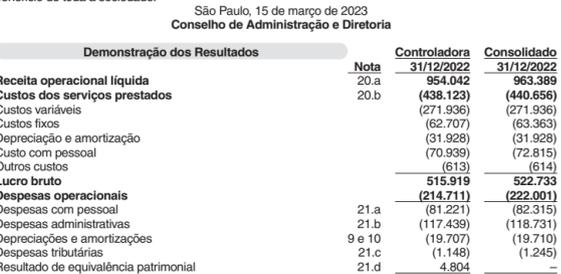 São Paulo, 15 de março de 2023
Conselho de Administração e Diretoria
Demonstração dos Resultados Controladora Consolidado
Nota 31/12/2022 31/12/2022
Receita operacional líquida 20.a 954.042 963.389
Custos dos serviços prestados 20.b (438.123) (440.656)
Custos variáveis (271.936) (271.936)
Custos fixos (62.707) (63.363)
Depreciação e amortização (31.928) (31.928)
Custo com pessoal (70.939) (72.815)
Outros custos (613) (614)
Lucro bruto 515.919 522.733
Despesas operacionais (214.711) (222.001)
Despesas com pessoal 21.a (81.221) (82.315)
Despesas administrativas 21.b (117.439) (118.731)
Depreciações e amortizações 9 e 10 (19.707) (19.710)
Despesas tributárias 21.c (1.148) (1.245)
Resultado de equivalência patrimonial 21.d 4.804 –